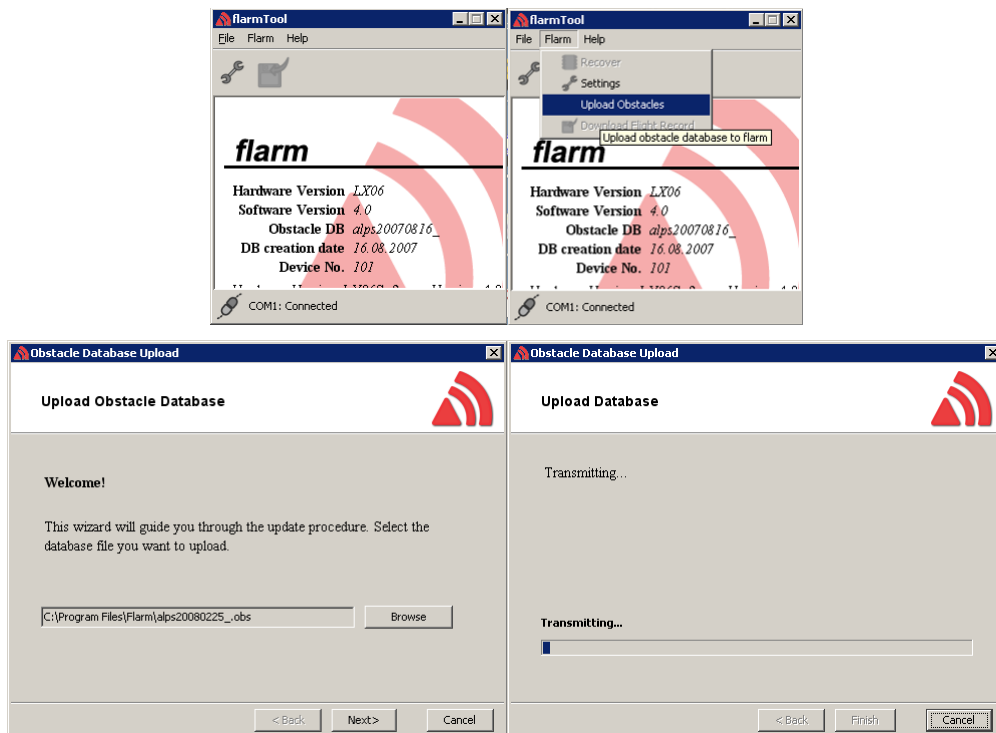 flarmTool
File Flarm Help
flarm
Hardware Version LX06
Software Version 4.0
Obstacle DB alps20070816_
DB creation date 16.08.2007
Device No. 101
COM1: Connected
flarmTool
File Flarm Help
Recover
Settings
Upload Obstacles
Download Flight Record
Upload obstacle database to flarm
flarm
Hardware Version LX06
Software Version 4.0
Obstacle DB alps20070816_
DB creation date 16.08.2007
Device No. 101
COM1: Connected
Obstacle Database Upload
Upload Obstacle Database
Welcome!
This wizard will guide you through the update procedure. Select the
database file you want to upload.
C:\Program Files\Flarm\alps20080225_.obs
Browse
< Back Next> Cancel
Obstacle Database Upload
Upload Database
Transmitting...
Transmitting...
< Back Finish Cancel